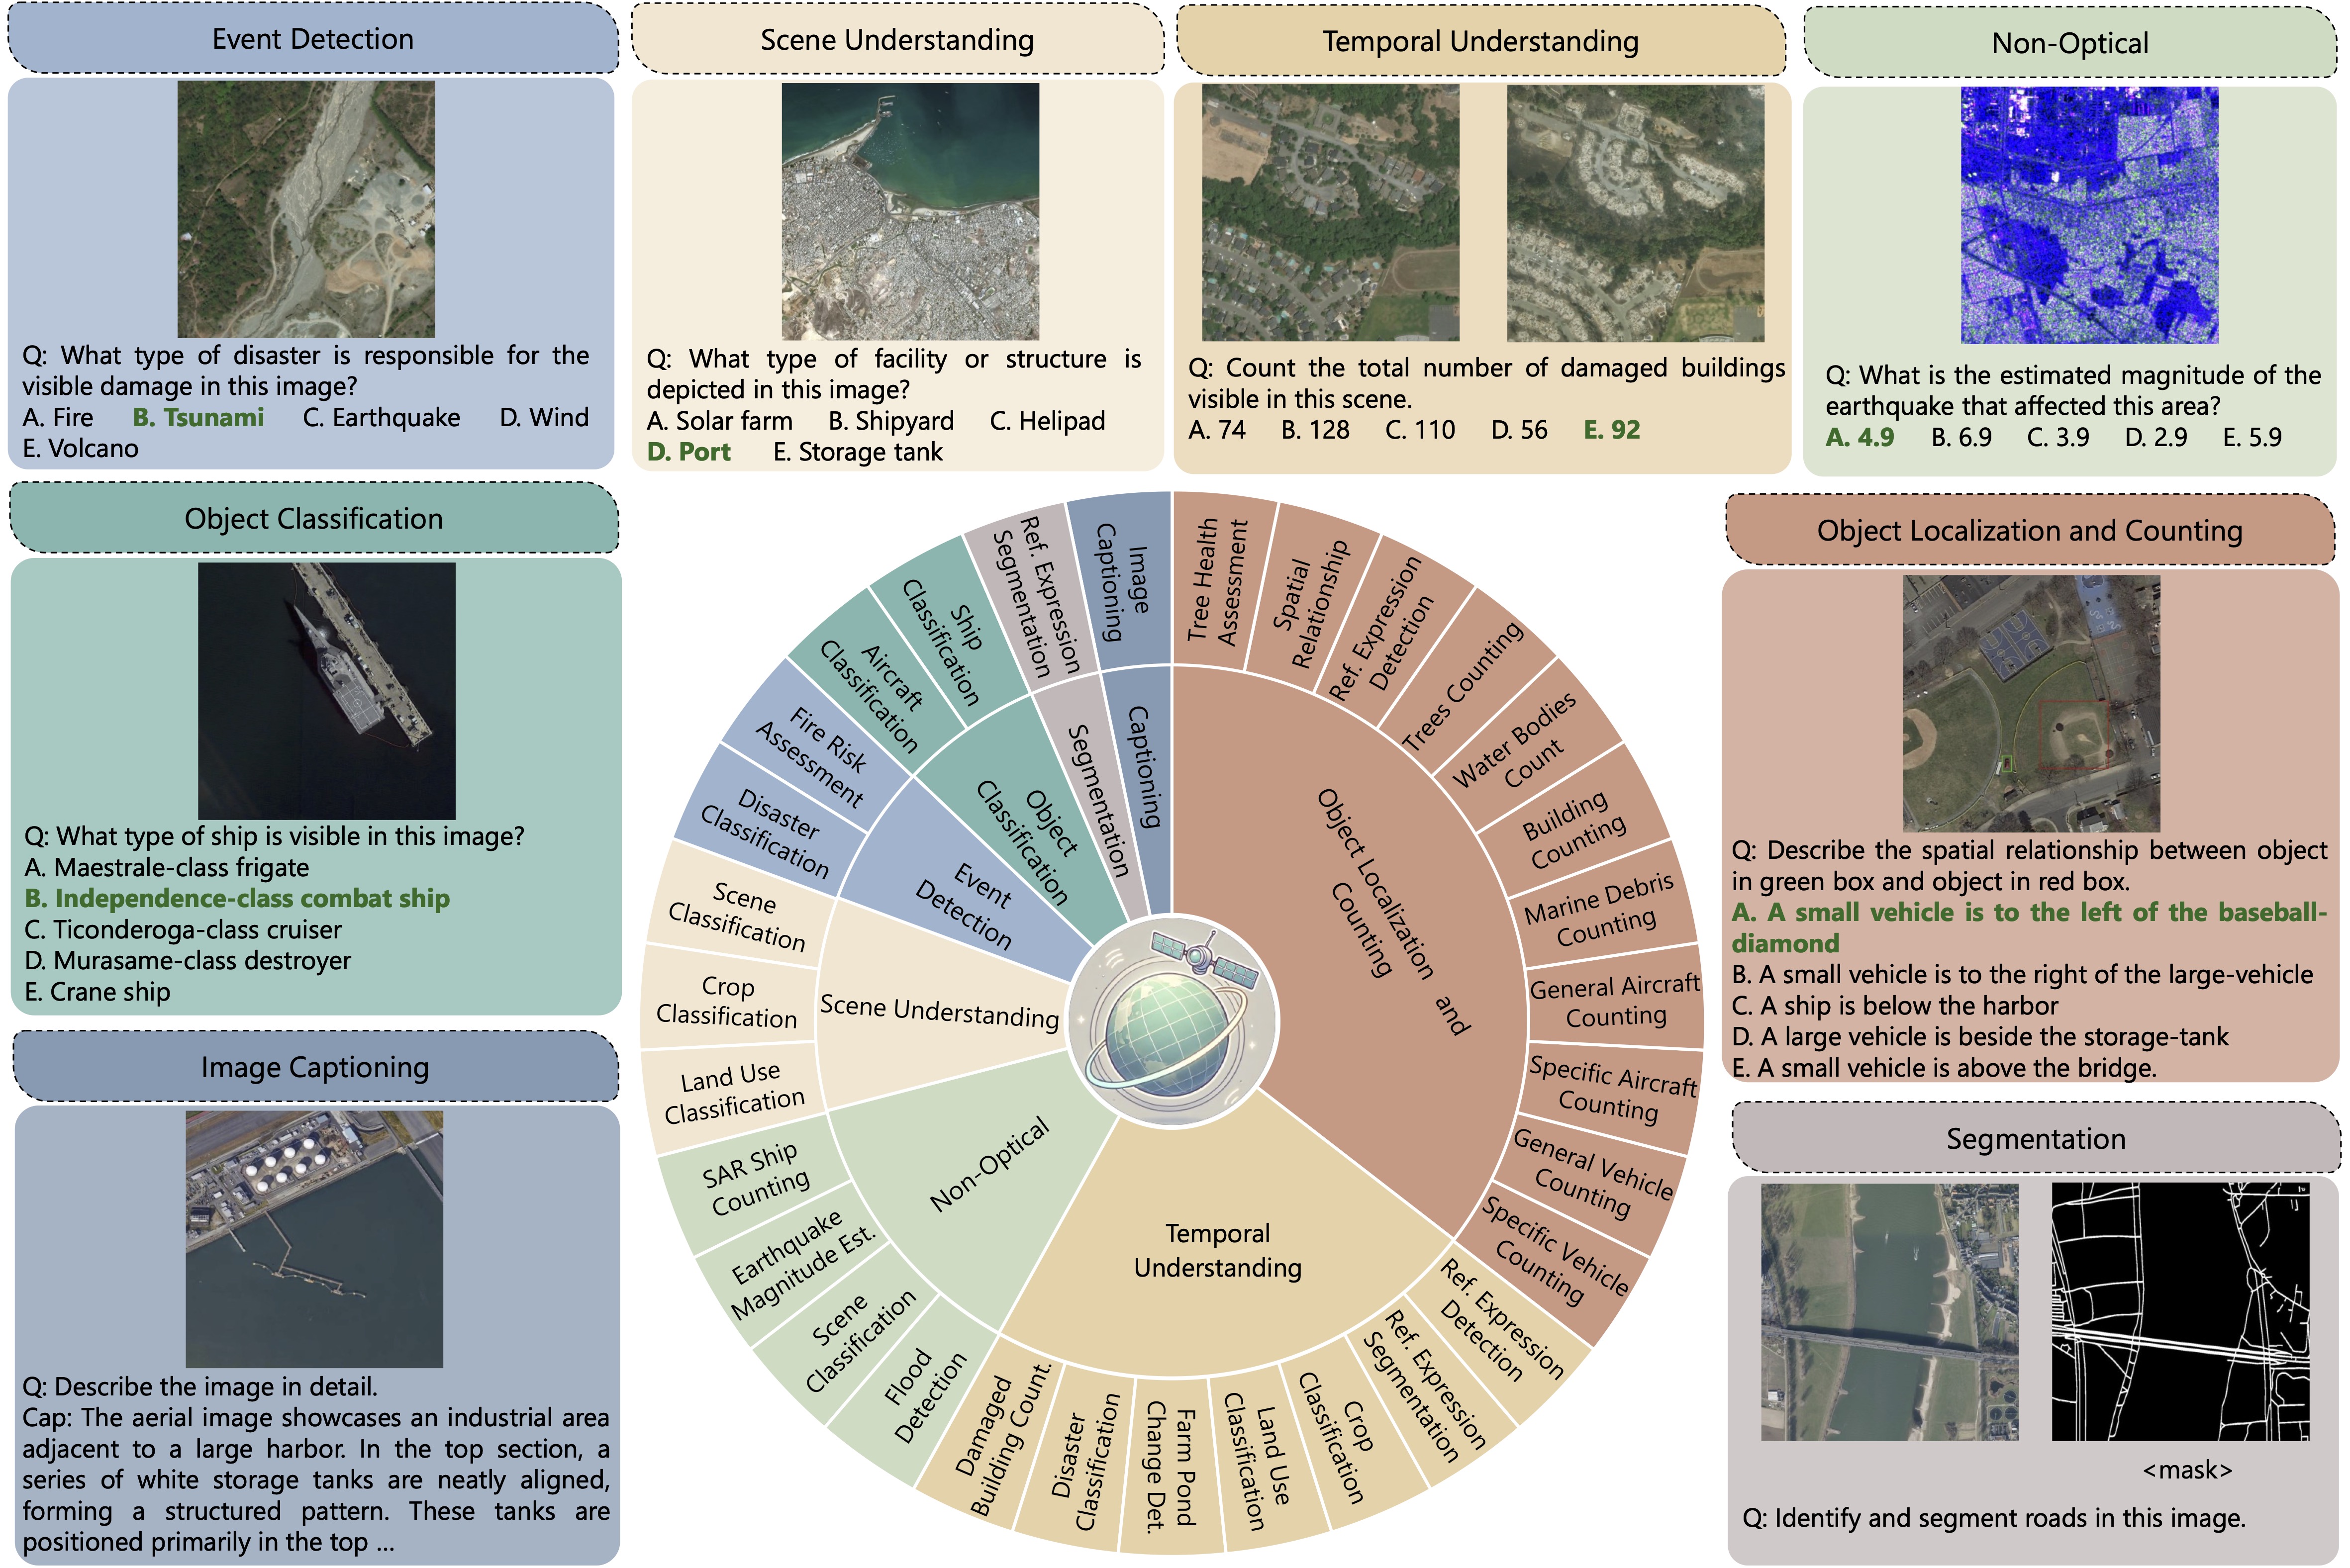 Event Detection
Q: What type of disaster is responsible for the
visible damage in this image?
A. Fire B. Tsunami C. Earthquake D. Wind
E. Volcano
Scene Understanding
Q: What type of facility or structure is
depicted in this image?
A. Solar farm B. Shipyard C. Helipad
D. Port E. Storage tank
Temporal Understanding
Q: Count the total number of damaged buildings
visible in this scene.
A. 74 B. 128 C. 110 D. 56 E. 92
Non-Optical
Q: What is the estimated magnitude of the
earthquake that affected this area?
A. 4.9 B. 6.9 C. 3.9 D. 2.9 E. 5.9
Object Classification
Q: What type of ship is visible in this image?
A. Maestrale-class frigate
B. Independence-class combat ship
C. Ticonderoga-class cruiser
D. Murasame-class destroyer
E. Crane ship
Image Captioning
Q: Describe the image in detail.
Cap: The aerial image showcases an industrial area
adjacent to a large harbor. In the top section, a
series of white storage tanks are neatly aligned,
forming a structured pattern. These tanks are
positioned primarily in the top ...
Tree Health
Assessment
Spatial
Relationship
Ref. Expression
Detection
Trees Counting
Water Bodies
Count
Building
Counting
Marine Debris
Counting
General Aircraft
Counting
Specific Aircraft
Counting
General Vehicle
Counting
Specific Vehicle
Counting
Ref. Expression
Detection
Ref. Expression
Segmentation
Crop
Classification
Land Use
Classification
Farm Pond
Change Det.
Disaster
Classification
Damaged
Building Count.
Flood
Detection
Scene
Classification
Earthquake
Magnitude Est.
SAR Ship
Counting
Land Use
Classification
Crop
Classification
Scene
Classification
Disaster
Classification
Fire Risk
Assessment
Aircraft
Classification
Ship
Classification
Ref. Expression
Segmentation
Image
Captioning
Object Localization and
Counting
Temporal
Understanding
Non-Optical
Scene Understanding
Event
Detection
Object
Classification
Segmentation
Captioning
Object Localization and Counting
Q: Describe the spatial relationship between object
in green box and object in red box.
A. A small vehicle is to the left of the baseball-
diamond
B. A small vehicle is to the right of the large-vehicle
C. A ship is below the harbor
D. A large vehicle is beside the storage-tank
E. A small vehicle is above the bridge.
Segmentation
<mask>
Q: Identify and segment roads in this image.